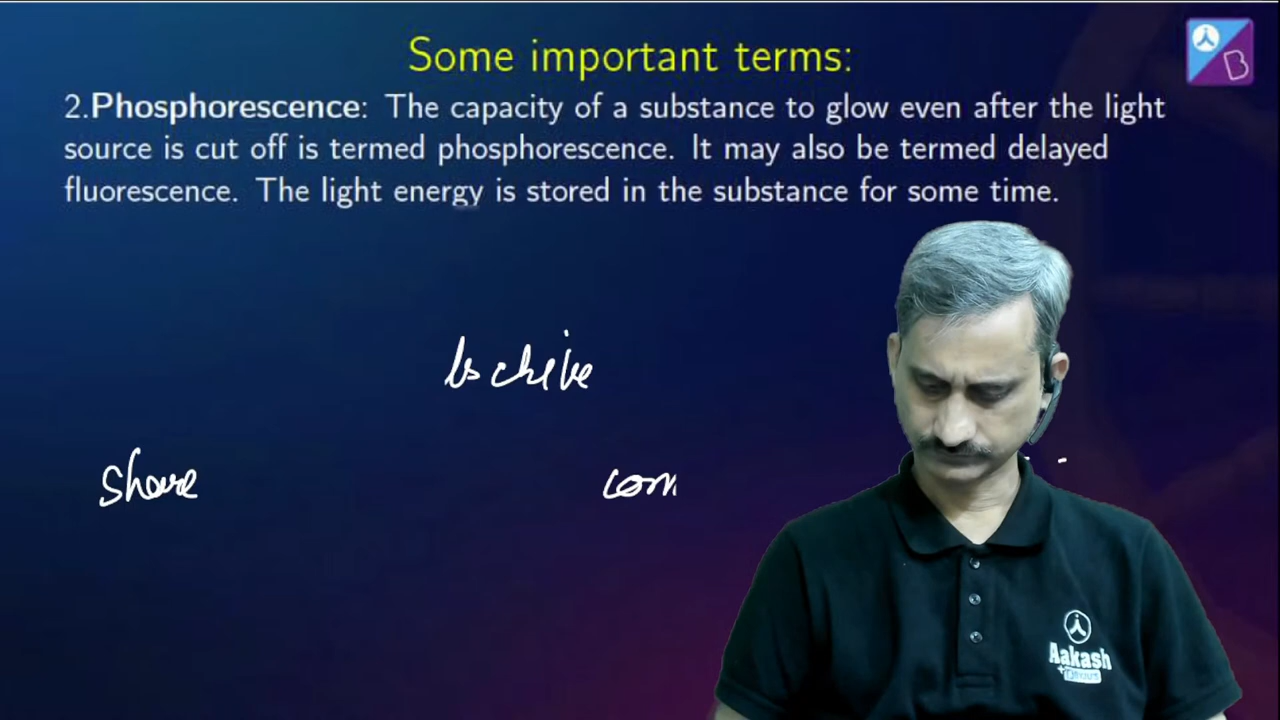 Some important terms:
2.Phosphorescence: The capacity of a substance to glow even after the light
source is cut off is termed phosphorescence. It may also be termed delayed
fluorescence. The light energy is stored in the substance for some time.
Share
Aakash